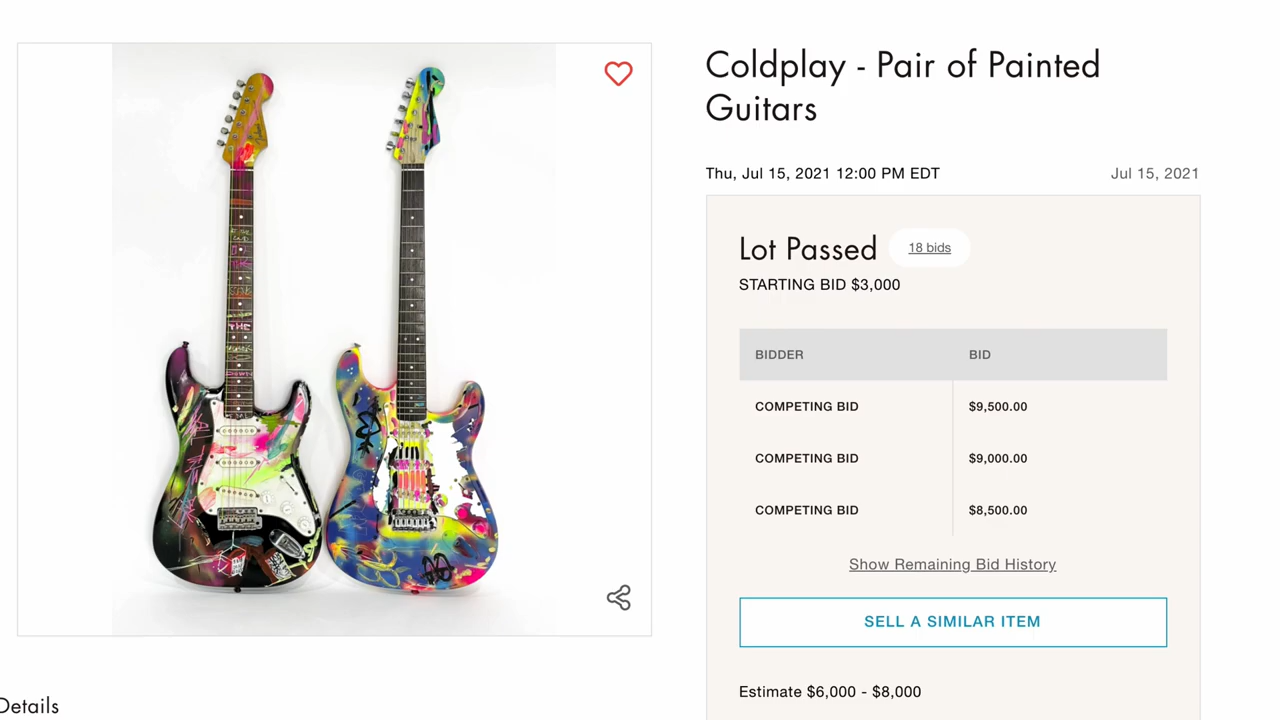 Coldplay - Pair of Painted
Guitars
Thu, Jul 15, 2021 12:00 PM EDT
Jul 15, 2021
Lot Passed
18 bids
STARTING BID $3,000
BIDDER
BID
COMPETING BID
$9,500.00
COMPETING BID
$9,000.00
COMPETING BID
$8,500.00
Show Remaining Bid History
SELL A SIMILAR ITEM
Estimate $6,000 - $8,000
Details